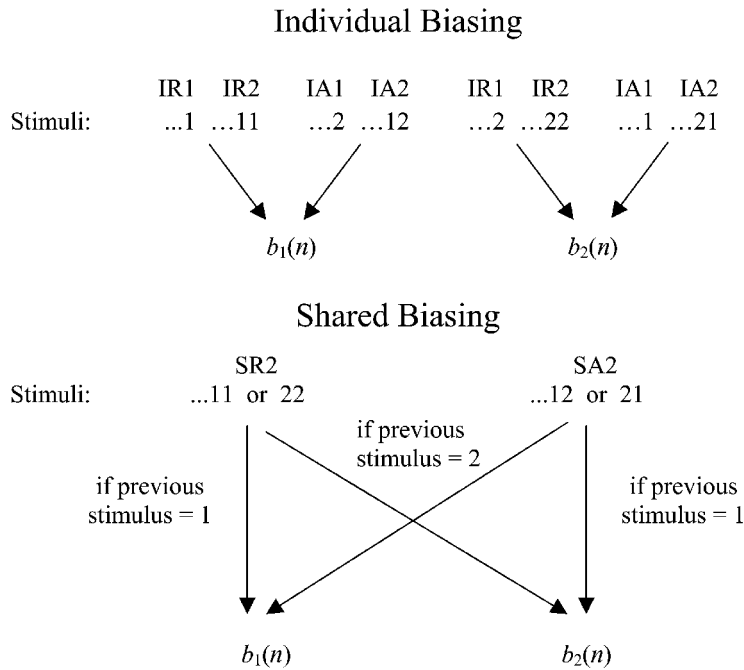 Individual Biasing
IR1 IR2 IA1 IA2 IR1 IR2 IA1 IA2
Stimuli: ...1 ...11 ...2 ...12 ...2 ...22 ...1 ...21
b1(n) b2(n)
Shared Biasing
SR2 SA2
Stimuli: ...11 or 22 ...12 or 21
if previous
stimulus = 2
if previous
stimulus = 1
if previous
stimulus = 1
b1(n) b2(n)